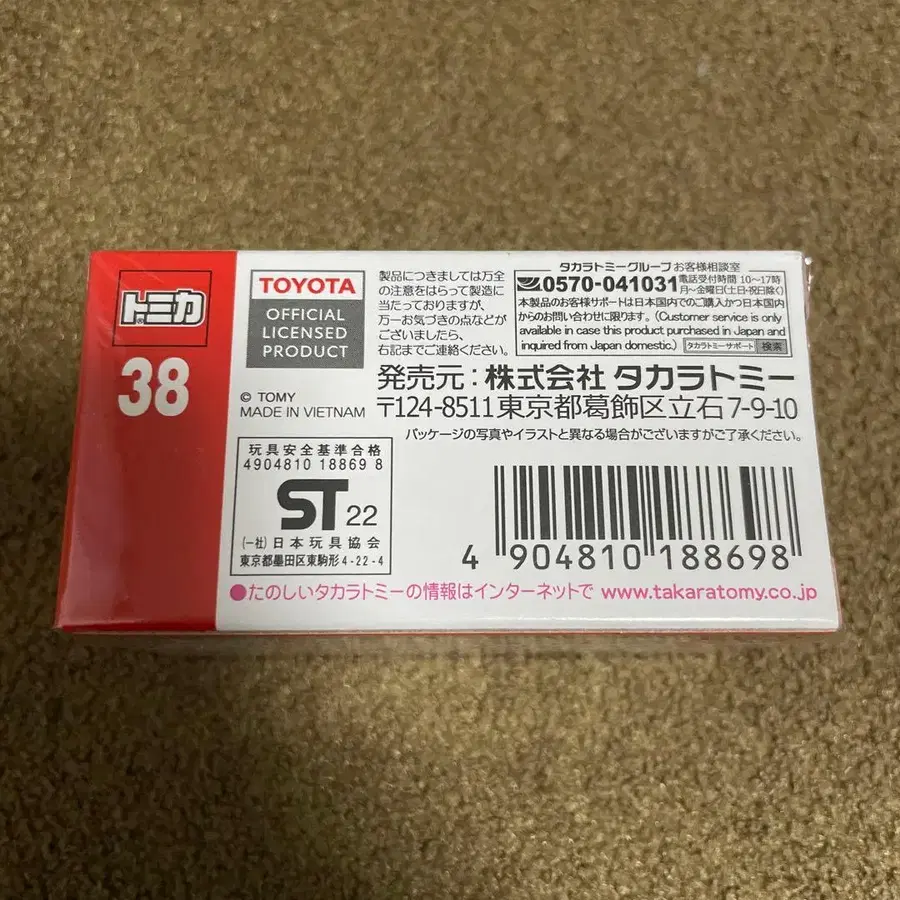 トミカ
38
TOYOTA
OFFICIAL
LICENSED
PRODUCT
© TOMY
MADE IN VIETNAM
製品につきましては万全
の注意をはらって製造に
当たっておりますが、
万一お気づきの点などが
ございましたら、
右記までご連絡ください。
タカラトミーグループお客様相談室
0570-041031 電話受付時間 10〜17時
月〜金曜日(土日・祝日除く)
本製品のお客様サポートは日本国内でのご購入かつ日本国内
からのお問い合わせに限ります。(Customer service is only
available in case this product purchased in Japan and
inquired from Japan domestic.) タカラトミーサポート 検索
発売元:株式会社 タカラトミー
〒124-8511 東京都葛飾区立石7-9-10
パッケージの写真やイラストと異なる場合がございますがご了承ください。
玩具安全基準合格
4904810 18869 8
ST 22
(一社)日本玩具協会
東京都墨田区東駒形4-22-4
4 904810 188698
●たのしいタカラトミーの情報はインターネットで www.takaratomy.co.jp